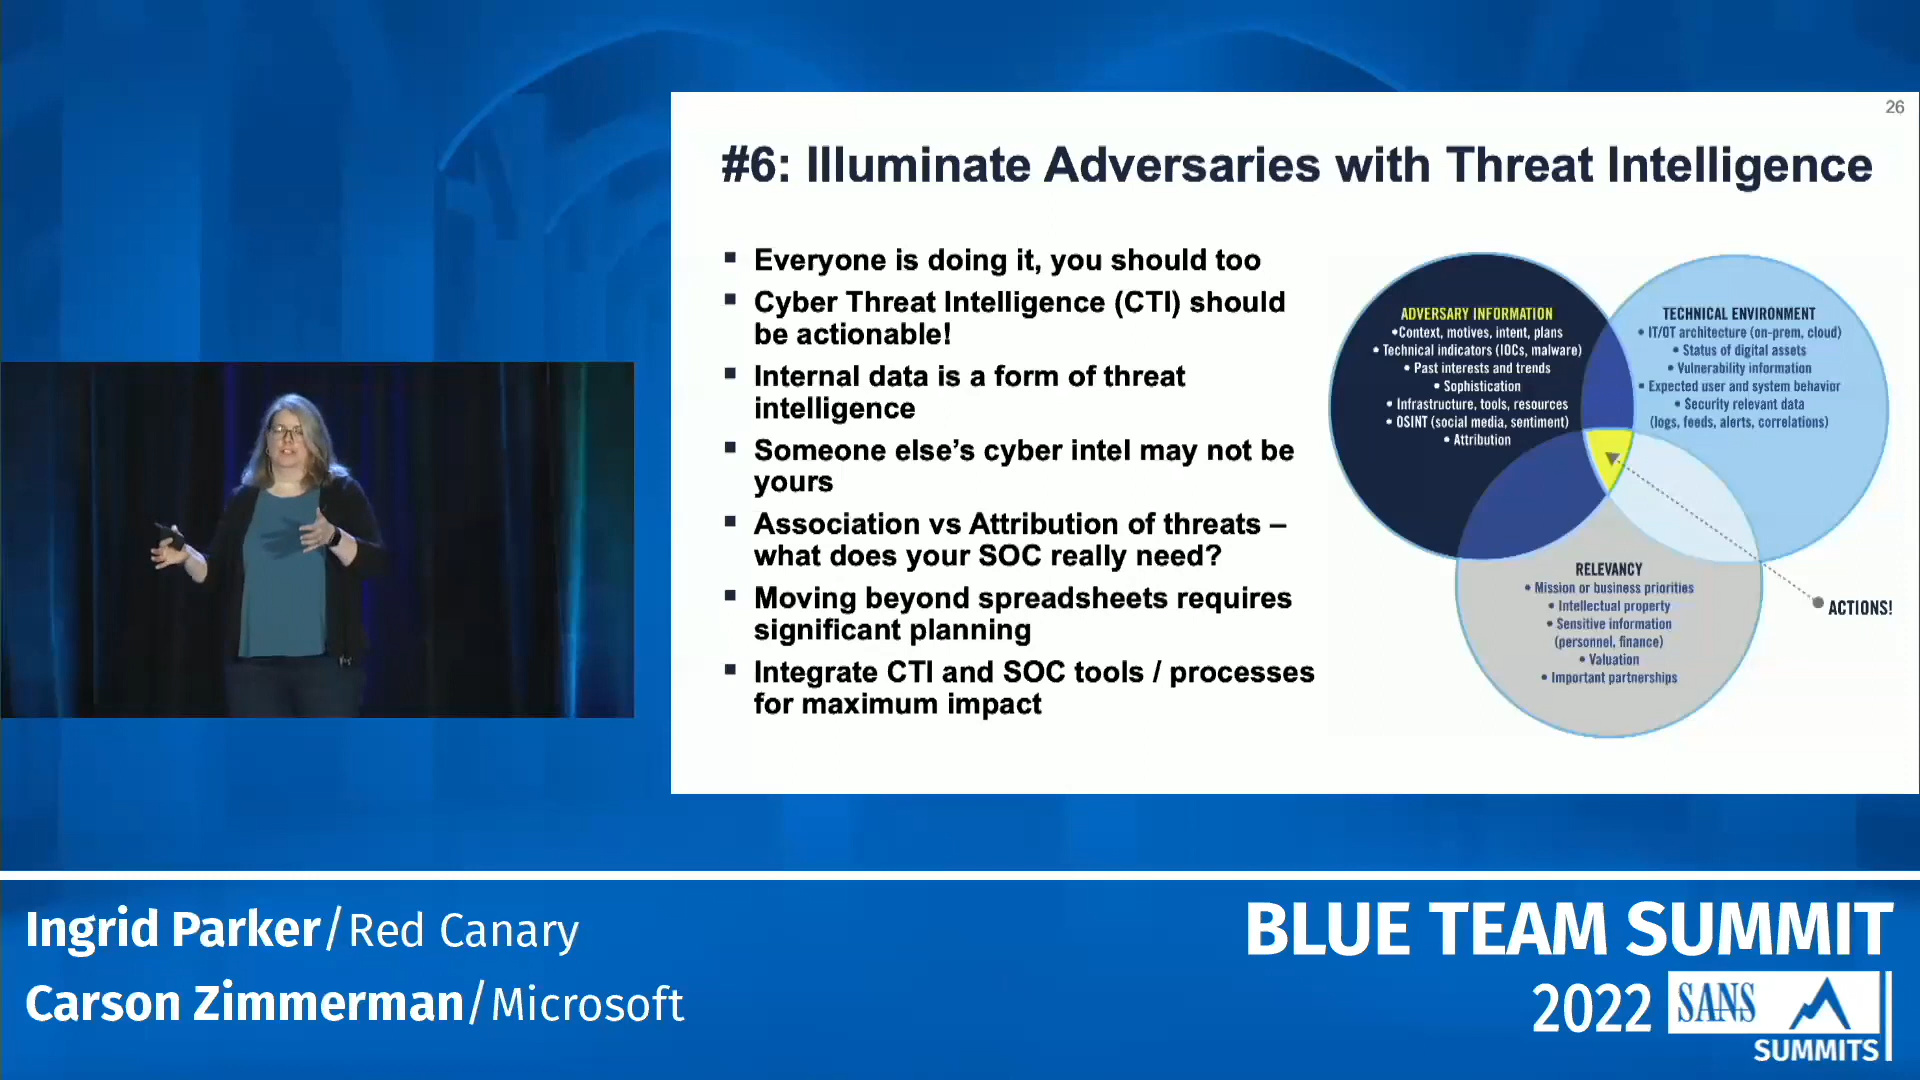 26
#6: Illuminate Adversaries with Threat Intelligence
▪ Everyone is doing it, you should too
▪ Cyber Threat Intelligence (CTI) should
be actionable!
▪ Internal data is a form of threat
intelligence
▪ Someone else’s cyber intel may not be
yours
▪ Association vs Attribution of threats –
what does your SOC really need?
▪ Moving beyond spreadsheets requires
significant planning
▪ Integrate CTI and SOC tools / processes
for maximum impact
ADVERSARY INFORMATION
•Context, motives, intent, plans
• Technical indicators (IOCs, malware)
• Past interests and trends
• Sophistication
• Infrastructure, tools, resources
• OSINT (social media, sentiment)
• Attribution
TECHNICAL ENVIRONMENT
• IT/OT architecture (on-prem, cloud)
• Status of digital assets
• Vulnerability information
• Expected user and system behavior
• Security relevant data
(logs, feeds, alerts, correlations)
RELEVANCY
• Mission or business priorities
• Intellectual property
• Sensitive information
(personnel, finance)
• Valuation
• Important partnerships
ACTIONS!
Ingrid Parker/Red Canary
Carson Zimmerman/Microsoft
BLUE TEAM SUMMIT
2022 SANS
SUMMITS